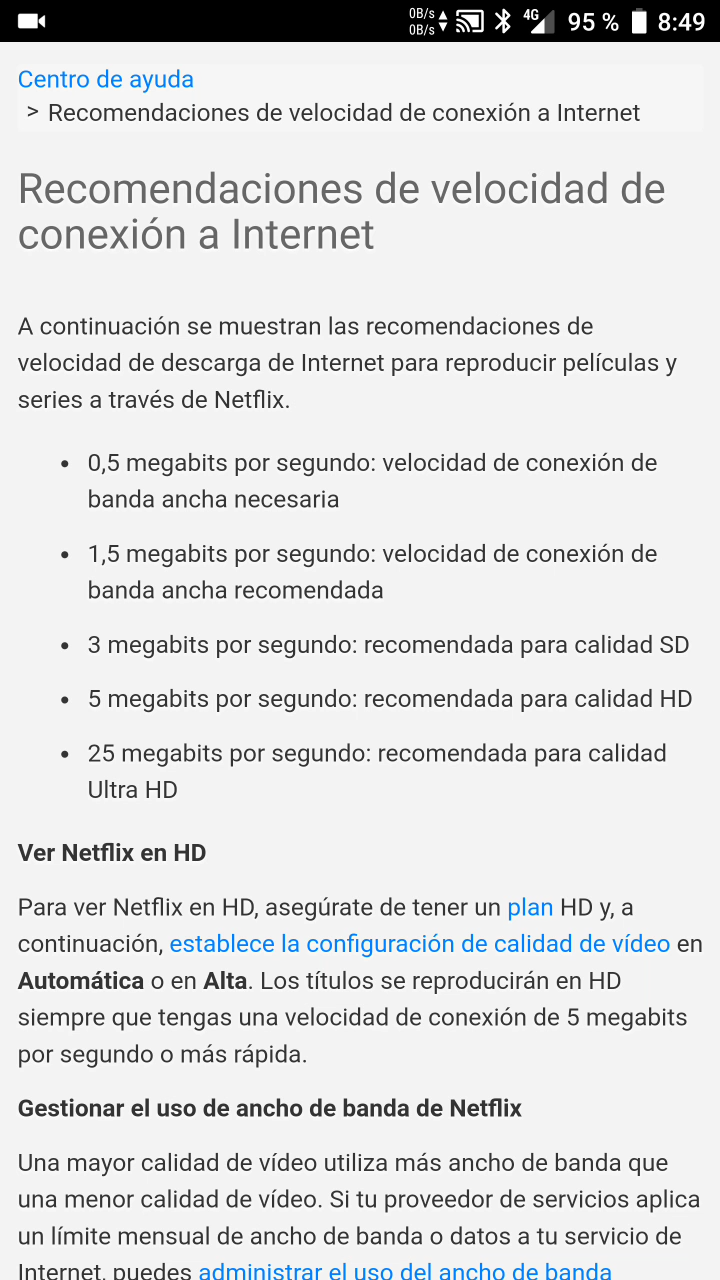 0B/s
0B/s
4G
95 %
8:49
Centro de ayuda
> Recomendaciones de velocidad de conexión a Internet
Recomendaciones de velocidad de
conexión a Internet
A continuación se muestran las recomendaciones de
velocidad de descarga de Internet para reproducir películas y
series a través de Netflix.
• 0,5 megabits por segundo: velocidad de conexión de
banda ancha necesaria
• 1,5 megabits por segundo: velocidad de conexión de
banda ancha recomendada
• 3 megabits por segundo: recomendada para calidad SD
• 5 megabits por segundo: recomendada para calidad HD
• 25 megabits por segundo: recomendada para calidad
Ultra HD
Ver Netflix en HD
Para ver Netflix en HD, asegúrate de tener un plan HD y, a
continuación, establece la configuración de calidad de vídeo en
Automática o en Alta. Los títulos se reproducirán en HD
siempre que tengas una velocidad de conexión de 5 megabits
por segundo o más rápida.
Gestionar el uso de ancho de banda de Netflix
Una mayor calidad de vídeo utiliza más ancho de banda que
una menor calidad de vídeo. Si tu proveedor de servicios aplica
un límite mensual de ancho de banda o datos a tu servicio de
Internet, puedes administrar el uso del ancho de banda